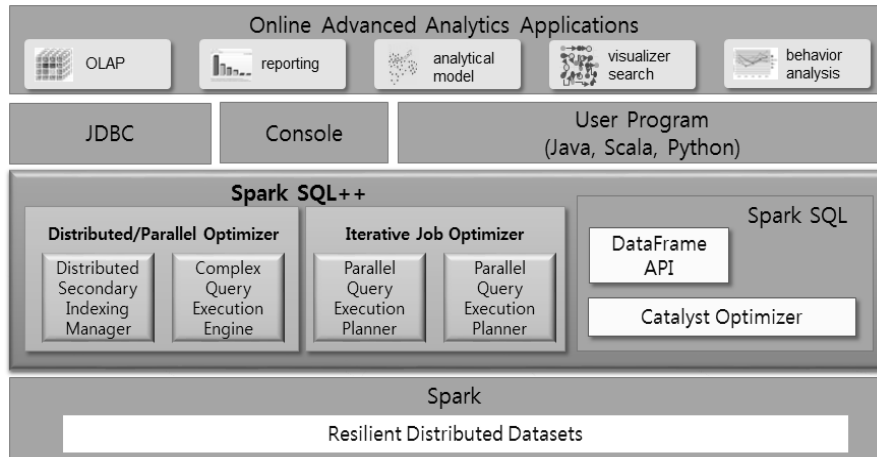 Online Advanced Analytics Applications
OLAP
reporting
analytical
model
visualizer
search
behavior
analysis
JDBC
Console
User Program
(Java, Scala, Python)
Spark SQL++
Distributed/Parallel Optimizer
Distributed
Secondary
Indexing
Manager
Complex
Query
Execution
Engine
Iterative Job Optimizer
Parallel
Query
Execution
Planner
Parallel
Query
Execution
Planner
Spark SQL
DataFrame
API
Catalyst Optimizer
Spark
Resilient Distributed Datasets